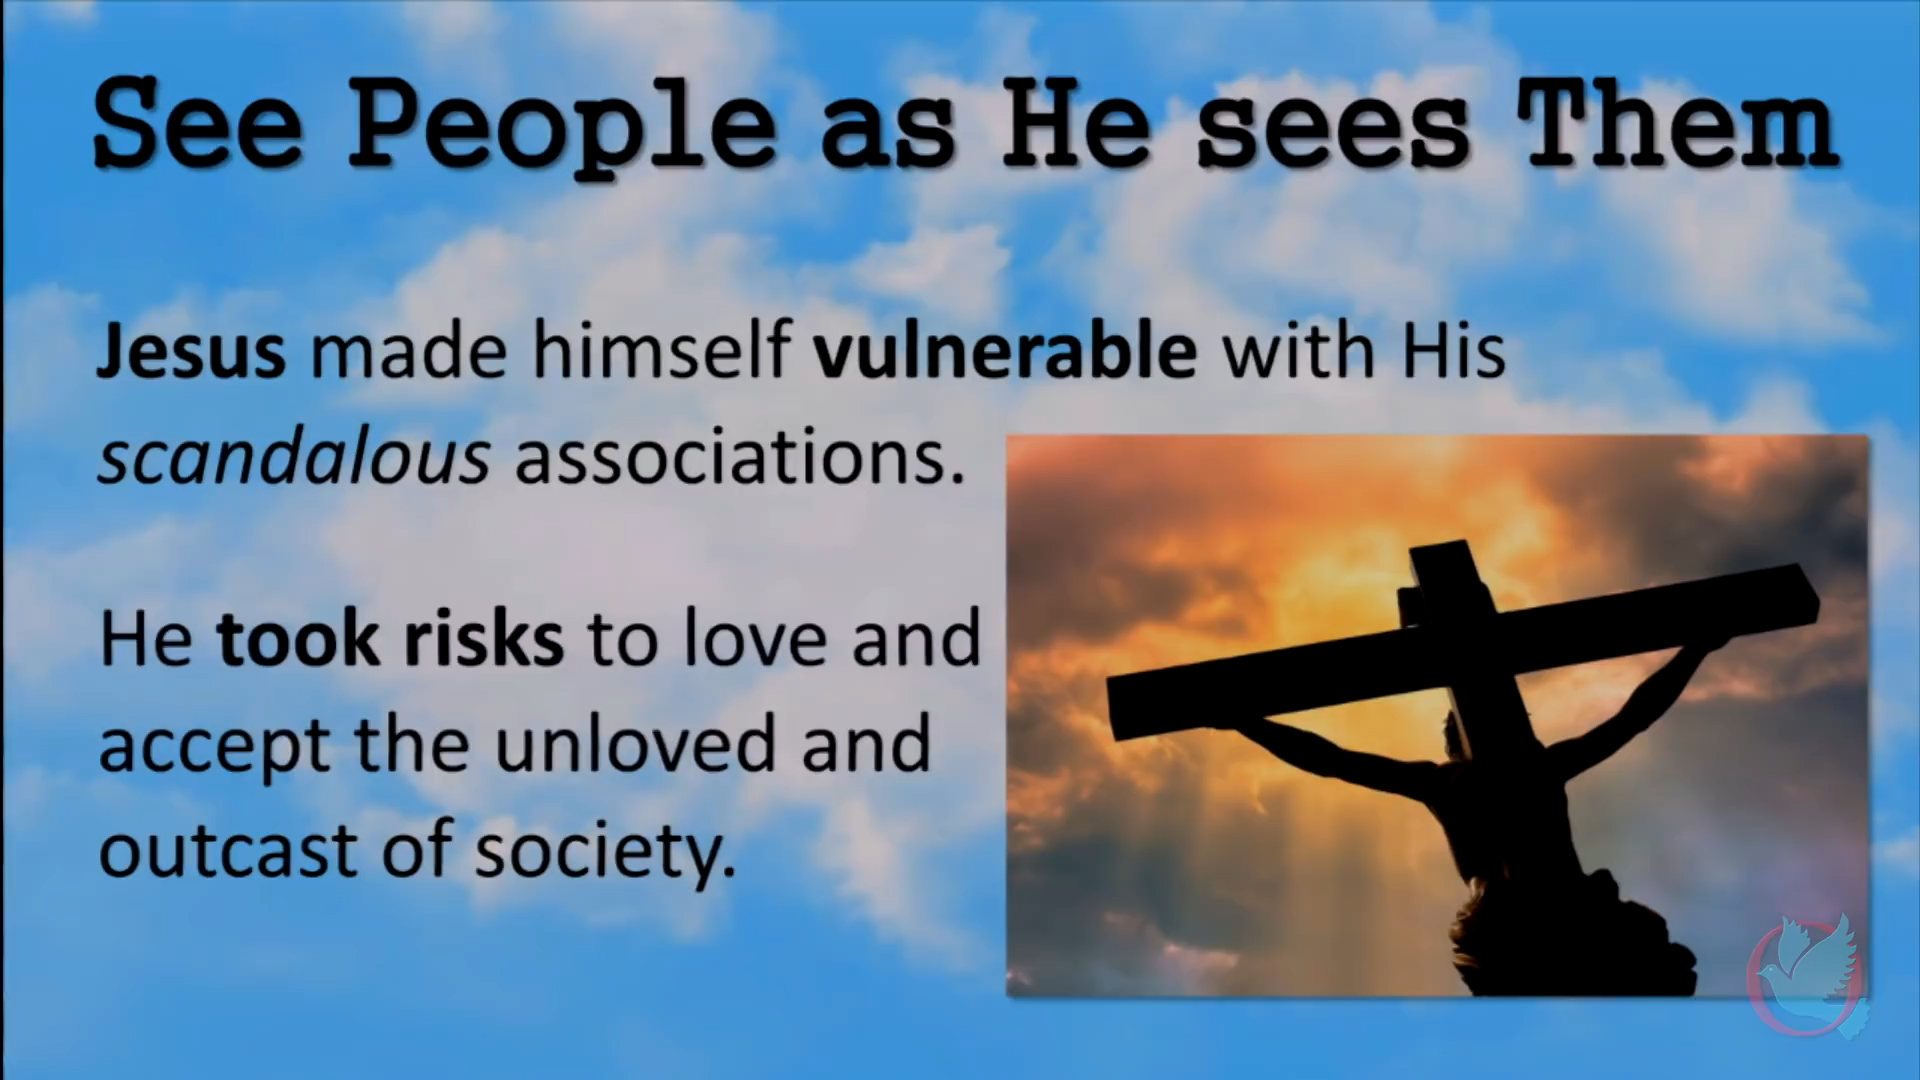 See People as He sees Them
Jesus made himself vulnerable with His
scandalous associations.
He took risks to love and
accept the unloved and
outcast of society.